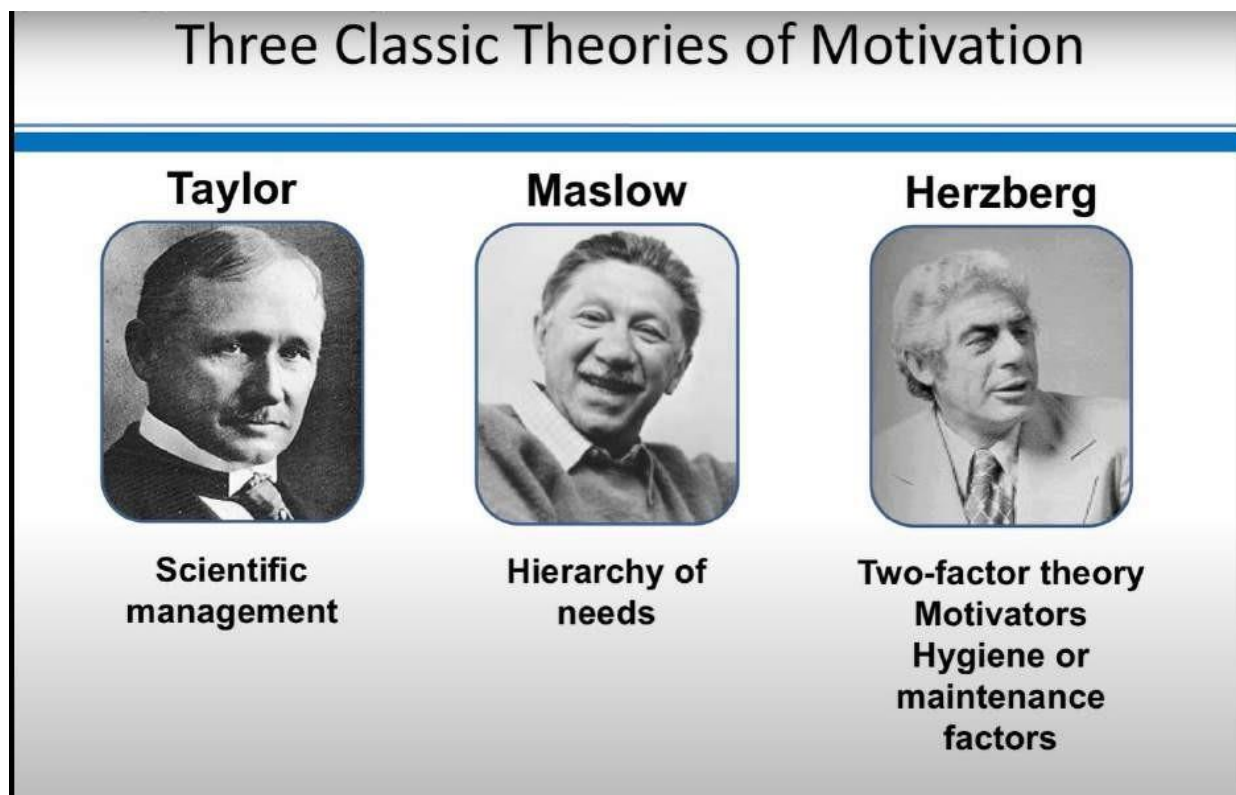 Three Classic Theories of Motivation
Taylor
Maslow
Herzberg
Scientific
management
Hierarchy of
needs
Two-factor theory
Motivators
Hygiene or
maintenance
factors